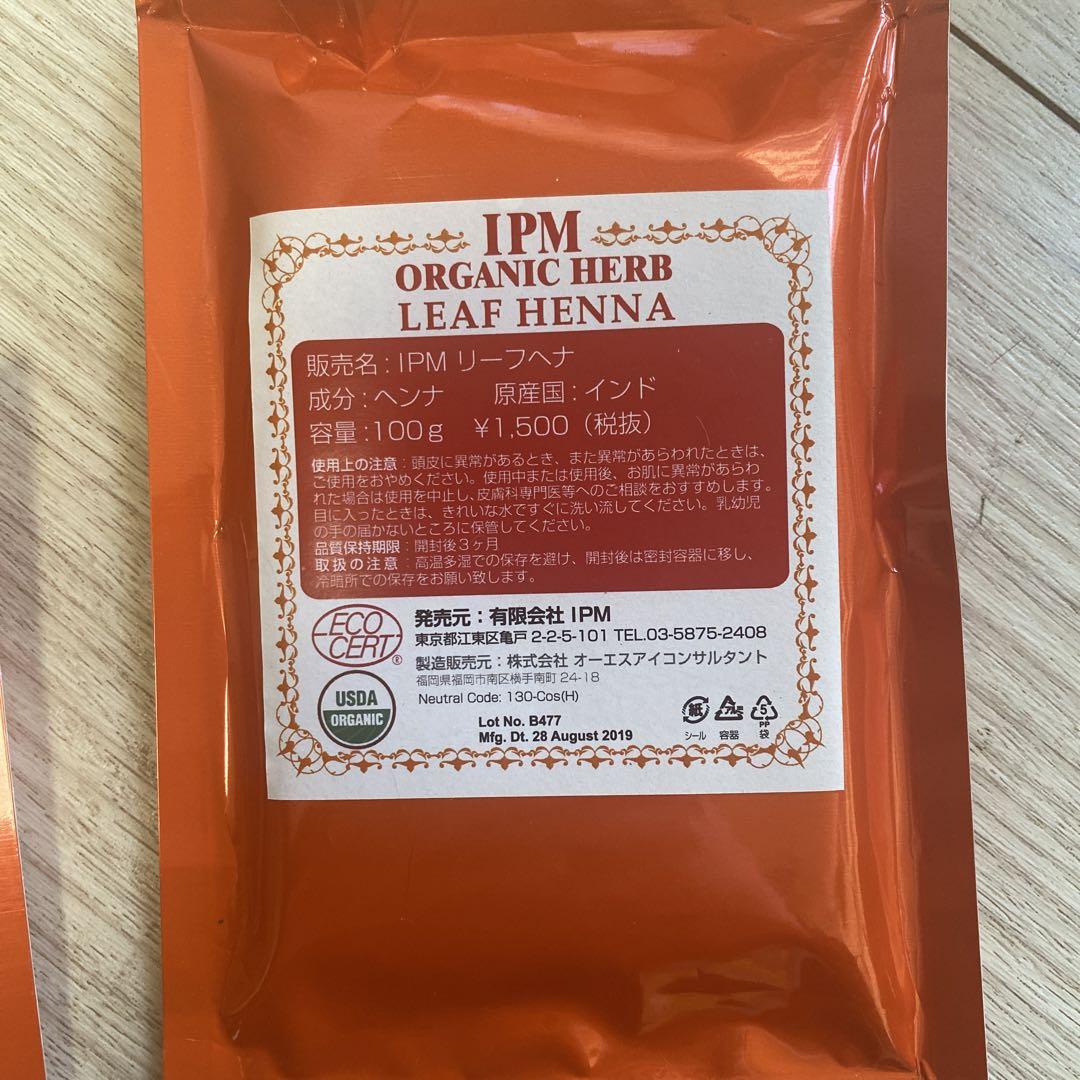 IPM
ORGANIC HERB
LEAF HENNA
販売名：IPM リーフヘナ
成分：ヘンナ　原産国：インド
容量：100g　¥1,500（税抜）
使用上の注意：頭皮に異常があるとき、また異常があらわれたときは、
ご使用をおやめください。使用中または使用後、お肌に異常があらわ
れた場合は使用を中止し、皮膚科専門医等へのご相談をおすすめします。
目に入ったときは、きれいな水ですぐに洗い流してください。乳幼児
の手の届かないところに保管してください。
品質保持期限：開封後3ヶ月
取扱の注意：高温多湿での保存を避け、開封後は密封容器に移し、
冷暗所での保存をお願い致します。
ECO
CERT®
USDA
ORGANIC
発売元：有限会社 IPM
東京都江東区亀戸 2-2-5-101 TEL.03-5875-2408
製造販売元：株式会社 オーエスアイコンサルタント
福岡県福岡市南区横手南町 24-18
Neutral Code: 130-Cos(H)
Lot No. B477
Mfg. Dt. 28 August 2019
紙 アルミ 5
PP
シール 容器 袋